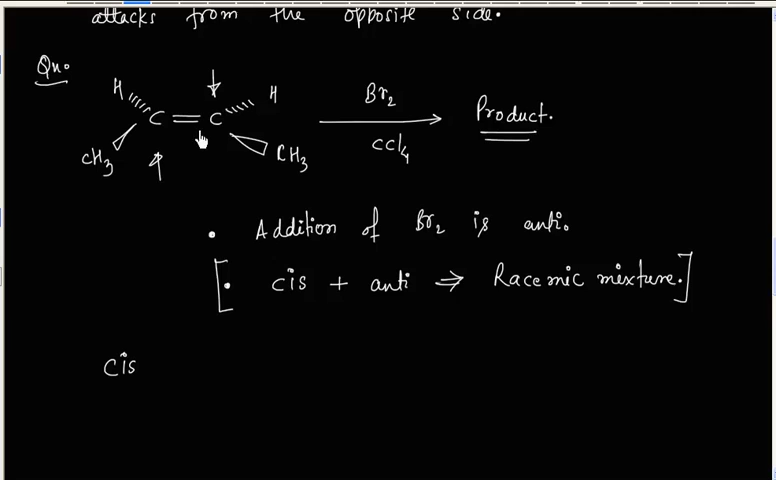 attacks from the opposite side.
Qn.
H H
C = C
CH3 CH3
Br2
CCl4
Product.
• Addition of Br2 is anti.
[• cis + anti ⇒ Racemic mixture.]
cis